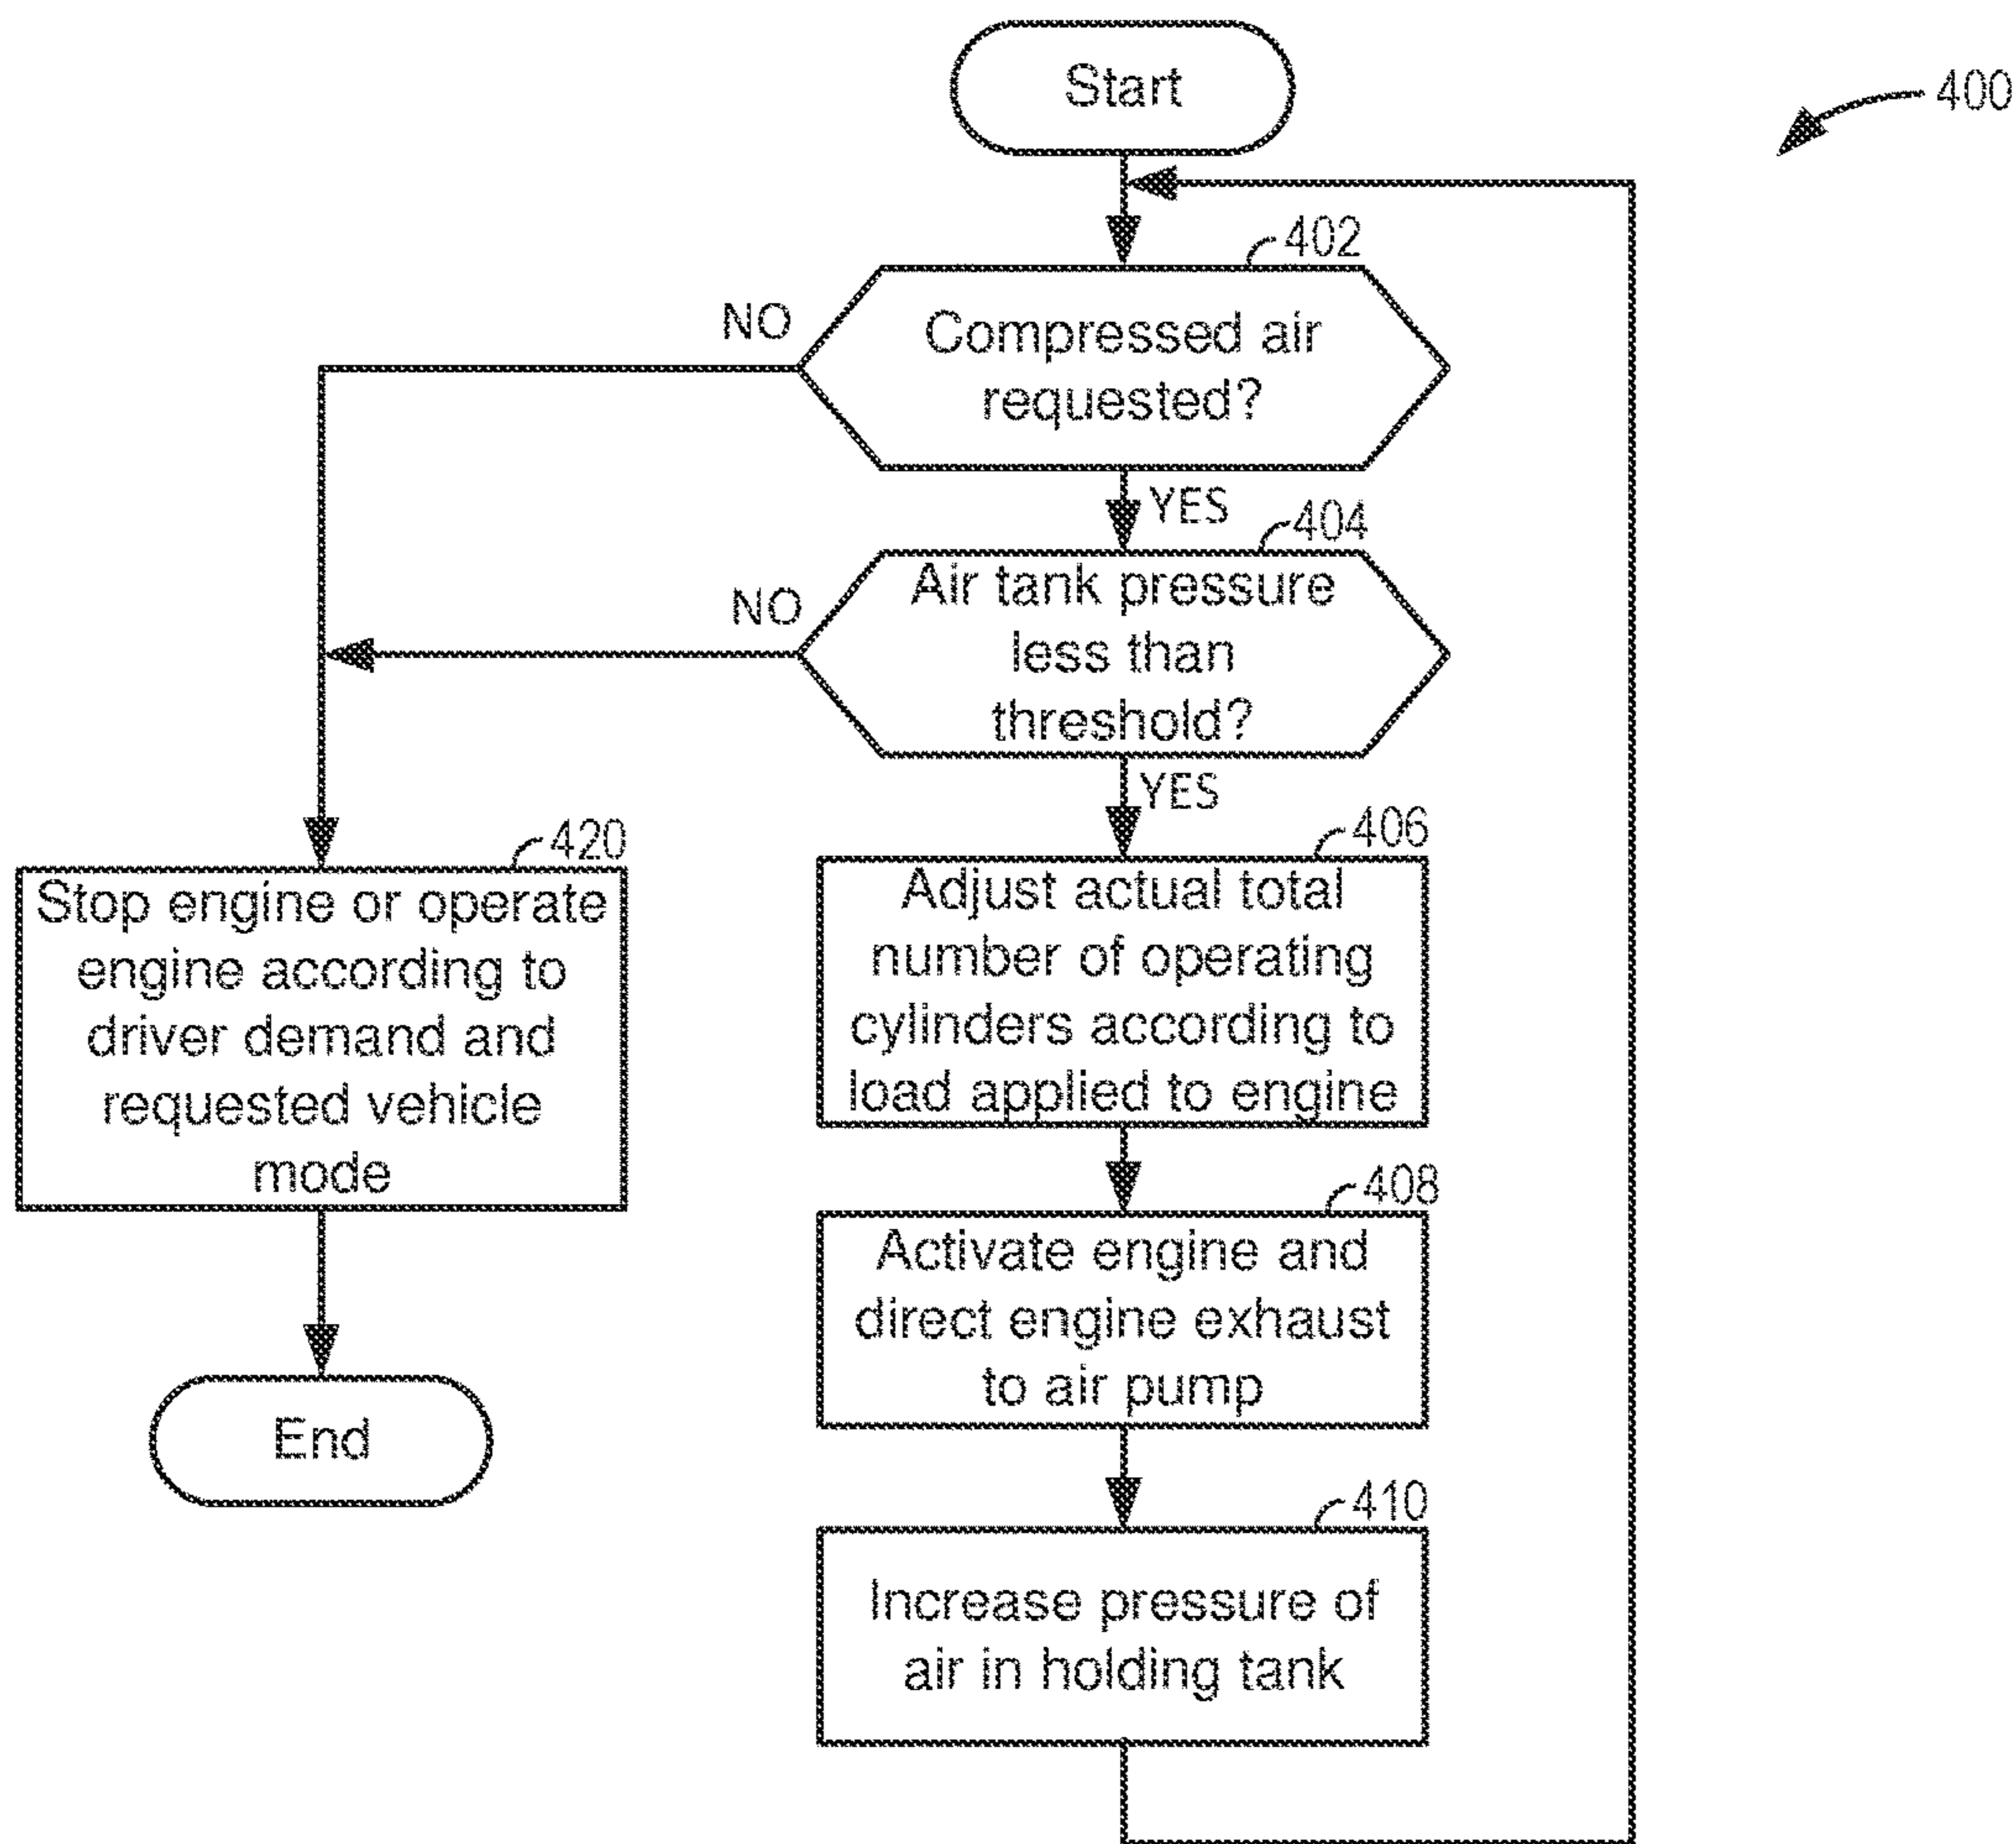 Start
400
402
NO
Compressed air
requested?
YES
404
NO
Air tank pressure
less than
threshold?
YES
420
406
Stop engine or operate
engine according to
driver demand and
requested vehicle
mode
Adjust actual total
number of operating
cylinders according to
load applied to engine
408
Activate engine and
direct engine exhaust
to air pump
End
410
Increase pressure of
air in holding tank